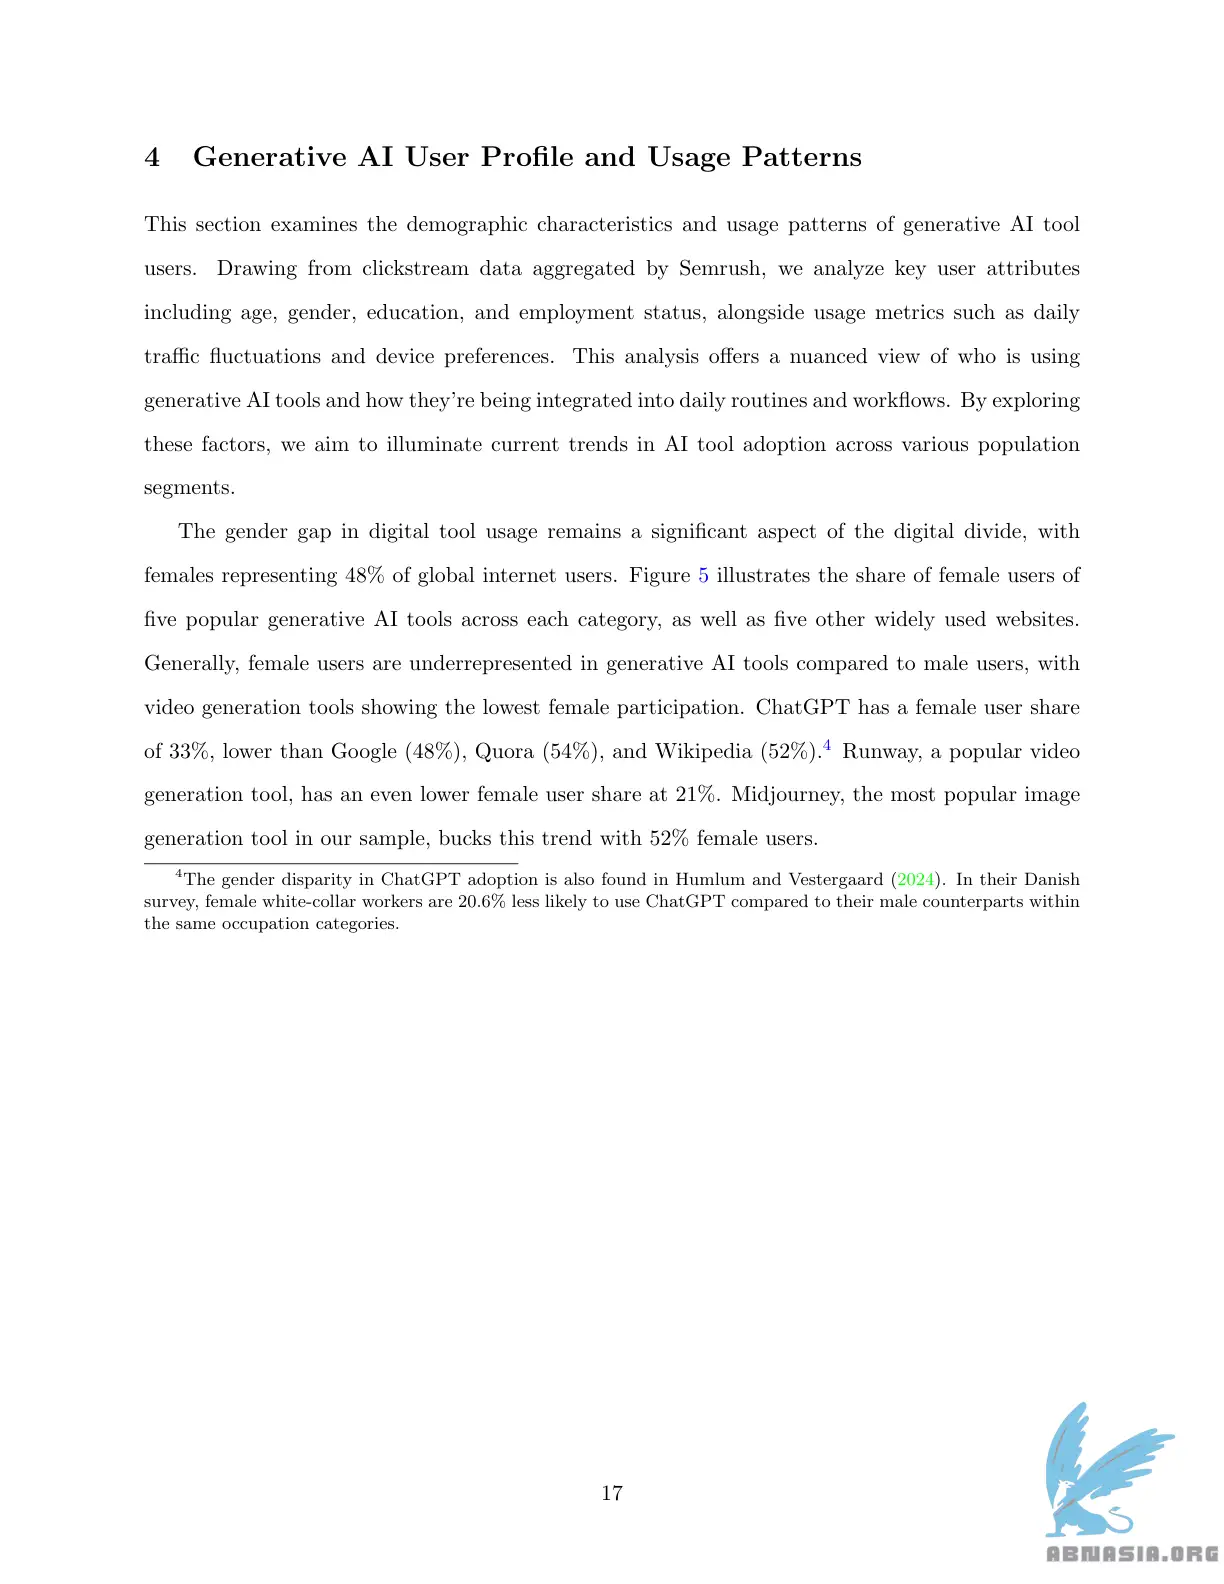 4 Generative AI User Profile and Usage Patterns
This section examines the demographic characteristics and usage patterns of generative AI tool
users. Drawing from clickstream data aggregated by Semrush, we analyze key user attributes
including age, gender, education, and employment status, alongside usage metrics such as daily
traffic fluctuations and device preferences. This analysis offers a nuanced view of who is using
generative AI tools and how they're being integrated into daily routines and workflows. By exploring
these factors, we aim to illuminate current trends in AI tool adoption across various population
segments.
The gender gap in digital tool usage remains a significant aspect of the digital divide, with
females representing 48% of global internet users. Figure 5 illustrates the share of female users of
five popular generative AI tools across each category, as well as five other widely used websites.
Generally, female users are underrepresented in generative AI tools compared to male users, with
video generation tools showing the lowest female participation. ChatGPT has a female user share
of 33%, lower than Google (48%), Quora (54%), and Wikipedia (52%).4 Runway, a popular video
generation tool, has an even lower female user share at 21%. Midjourney, the most popular image
generation tool in our sample, bucks this trend with 52% female users.
4The gender disparity in ChatGPT adoption is also found in Humlum and Vestergaard (2024). In their Danish
survey, female white-collar workers are 20.6% less likely to use ChatGPT compared to their male counterparts within
the same occupation categories.
17
ABNASIA.ORG